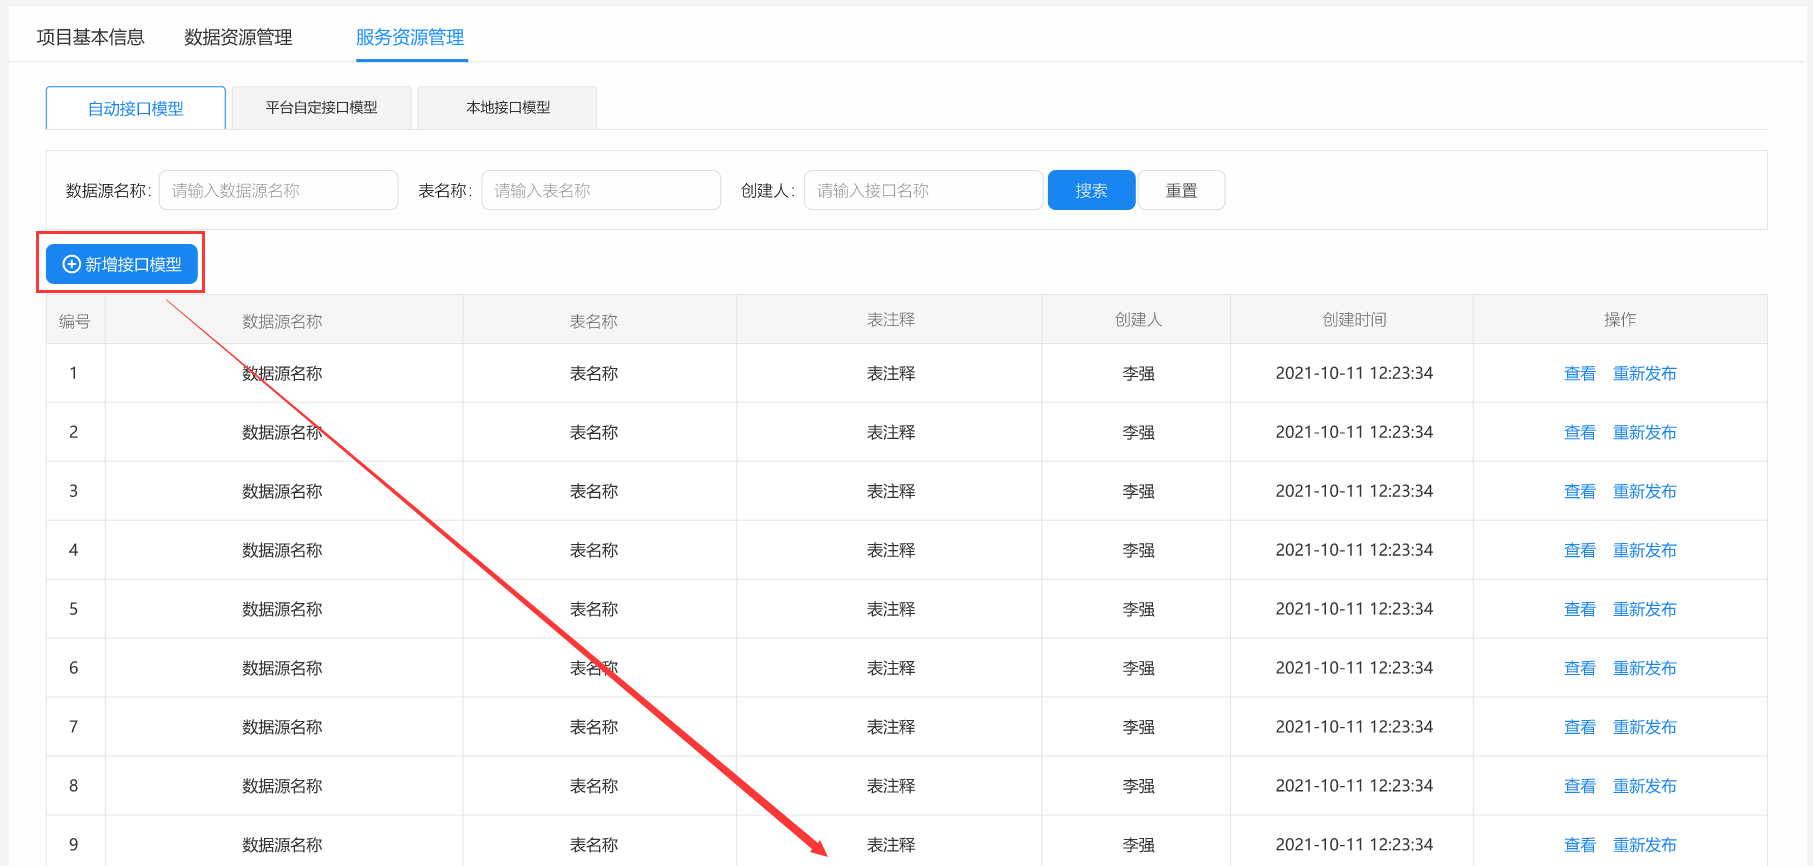 项目基本信息 数据资源管理 服务资源管理
自动接口模型 平台自定接口模型 本地接口模型
数据源名称: 请输入数据源名称 表名称: 请输入表名称 创建人: 请输入接口名称 搜索 重置
新增接口模型
编号 数据源名称 表名称 表注释 创建人 创建时间 操作
1 数据源名称 表名称 表注释 李强 2021-10-11 12:23:34 查看 重新发布
2 数据源名称 表名称 表注释 李强 2021-10-11 12:23:34 查看 重新发布
3 数据源名称 表名称 表注释 李强 2021-10-11 12:23:34 查看 重新发布
4 数据源名称 表名称 表注释 李强 2021-10-11 12:23:34 查看 重新发布
5 数据源名称 表名称 表注释 李强 2021-10-11 12:23:34 查看 重新发布
6 数据源名称 表名称 表注释 李强 2021-10-11 12:23:34 查看 重新发布
7 数据源名称 表名称 表注释 李强 2021-10-11 12:23:34 查看 重新发布
8 数据源名称 表名称 表注释 李强 2021-10-11 12:23:34 查看 重新发布
9 数据源名称 表名称 表注释 李强 2021-10-11 12:23:34 查看 重新发布